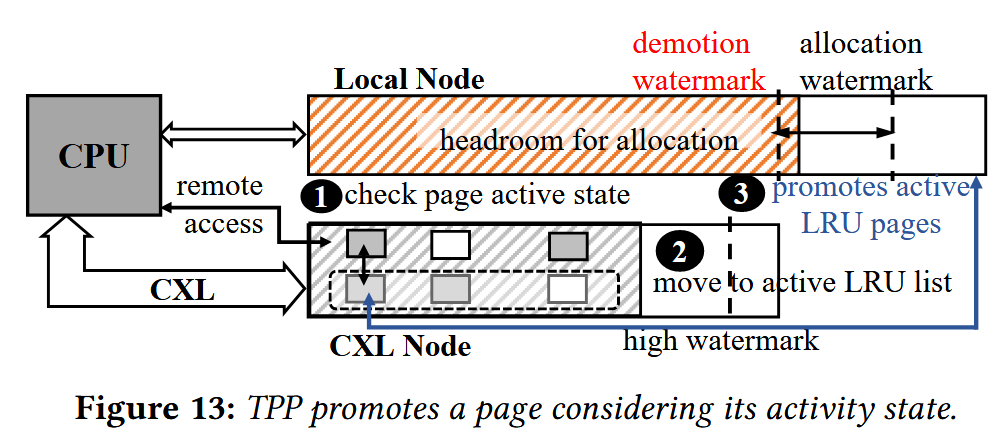 demotion
watermark
allocation
watermark
Local Node
CPU
headroom for allocation
remote
access
1 check page active state
3 promotes active
LRU pages
2
move to active LRU list
CXL
CXL Node
high watermark
Figure 13: TPP promotes a page considering its activity state.